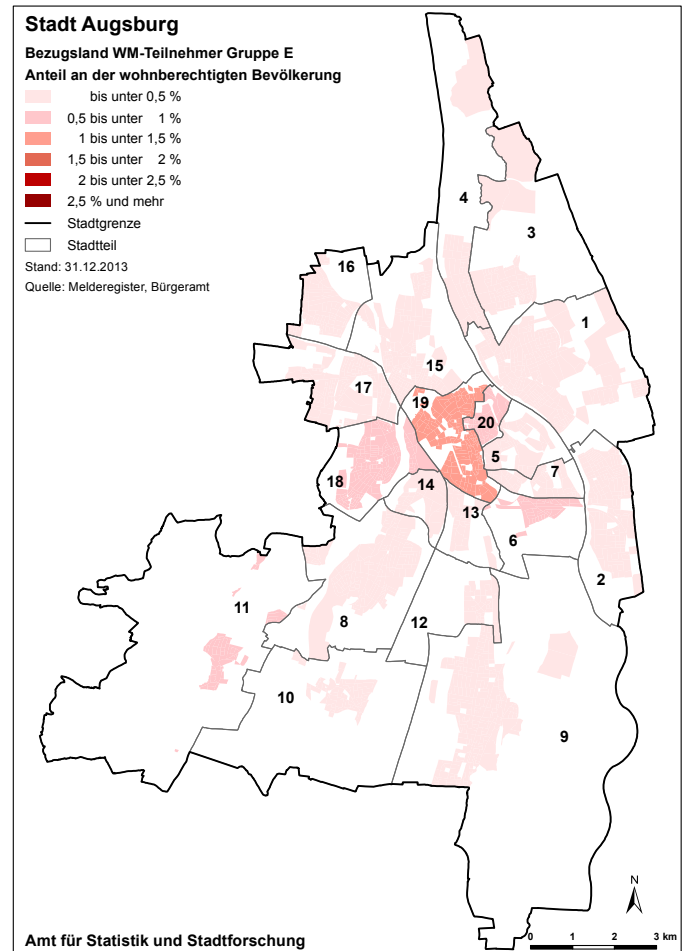 Stadt Augsburg
Bezugsland WM-Teilnehmer Gruppe E
Anteil an der wohnberechtigten Bevölkerung
bis unter 0,5 %
0,5 bis unter 1 %
1 bis unter 1,5 %
1,5 bis unter 2 %
2 bis unter 2,5 %
2,5 % und mehr
Stadtgrenze
Stadtteil
Stand: 31.12.2013
Quelle: Melderegister, Bürgeramt
4
3
16
1
15
17
19
20
5
7
18
14
13
6
2
11
8
12
10
9
N
Amt für Statistik und Stadtforschung
0 1 2 3 km